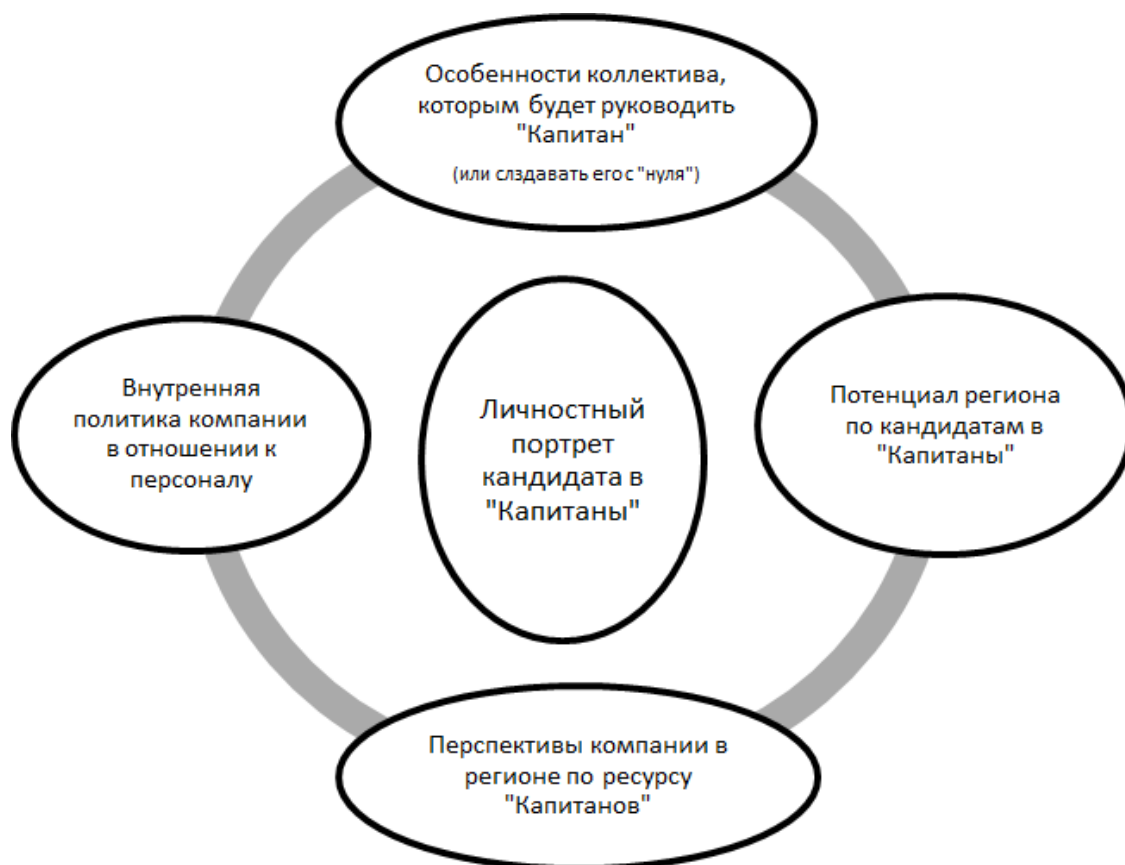 Особенности коллектива,
которым будет руководить
"Капитан"
(или слздавать его с "нуля")
Внутренняя
политика компании
в отношении к
персоналу
Личностный
портрет
кандидата в
"Капитаны"
Потенциал региона
по кандидатам в
"Капитаны"
Перспективы компании в
регионе по ресурсу
"Капитанов"